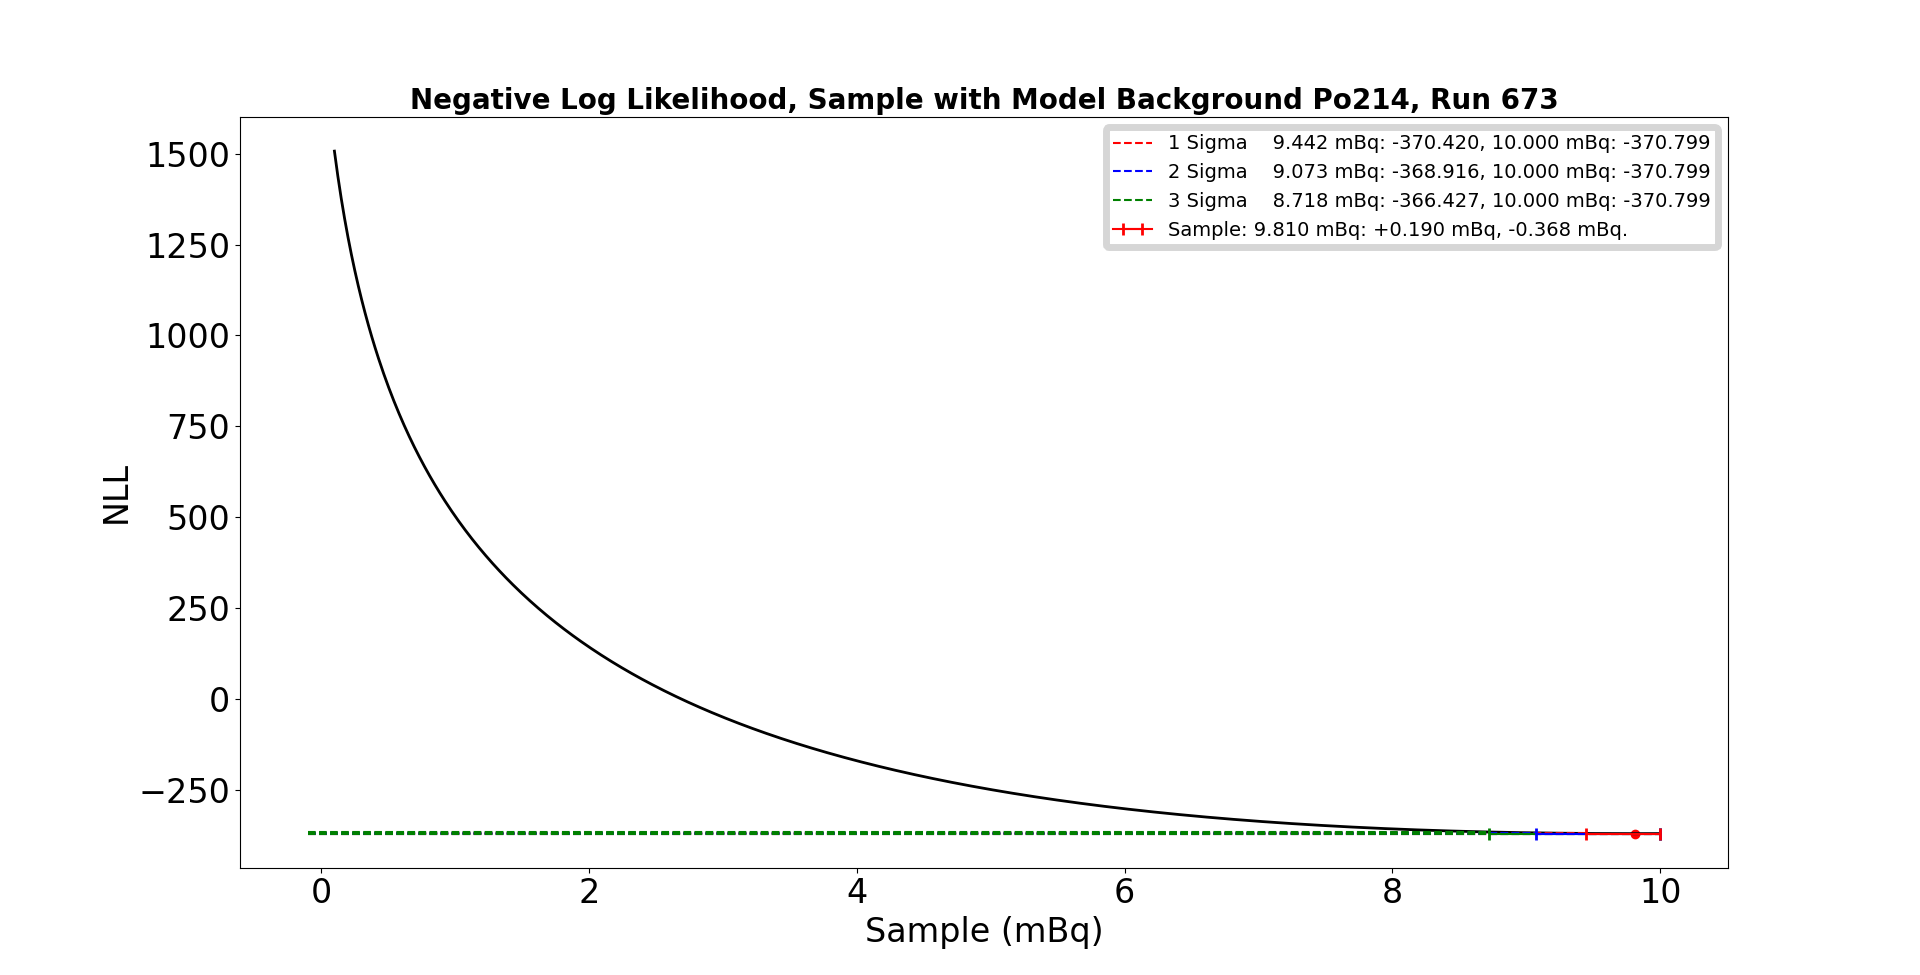 Negative Log Likelihood, Sample with Model Background Po214, Run 673
1 Sigma 9.442 mBq: -370.420, 10.000 mBq: -370.799
2 Sigma 9.073 mBq: -368.916, 10.000 mBq: -370.799
3 Sigma 8.718 mBq: -366.427, 10.000 mBq: -370.799
Sample: 9.810 mBq: +0.190 mBq, -0.368 mBq.
1500
1250
1000
750
500
250
0
−250
NLL
0 2 4 6 8 10
Sample (mBq)